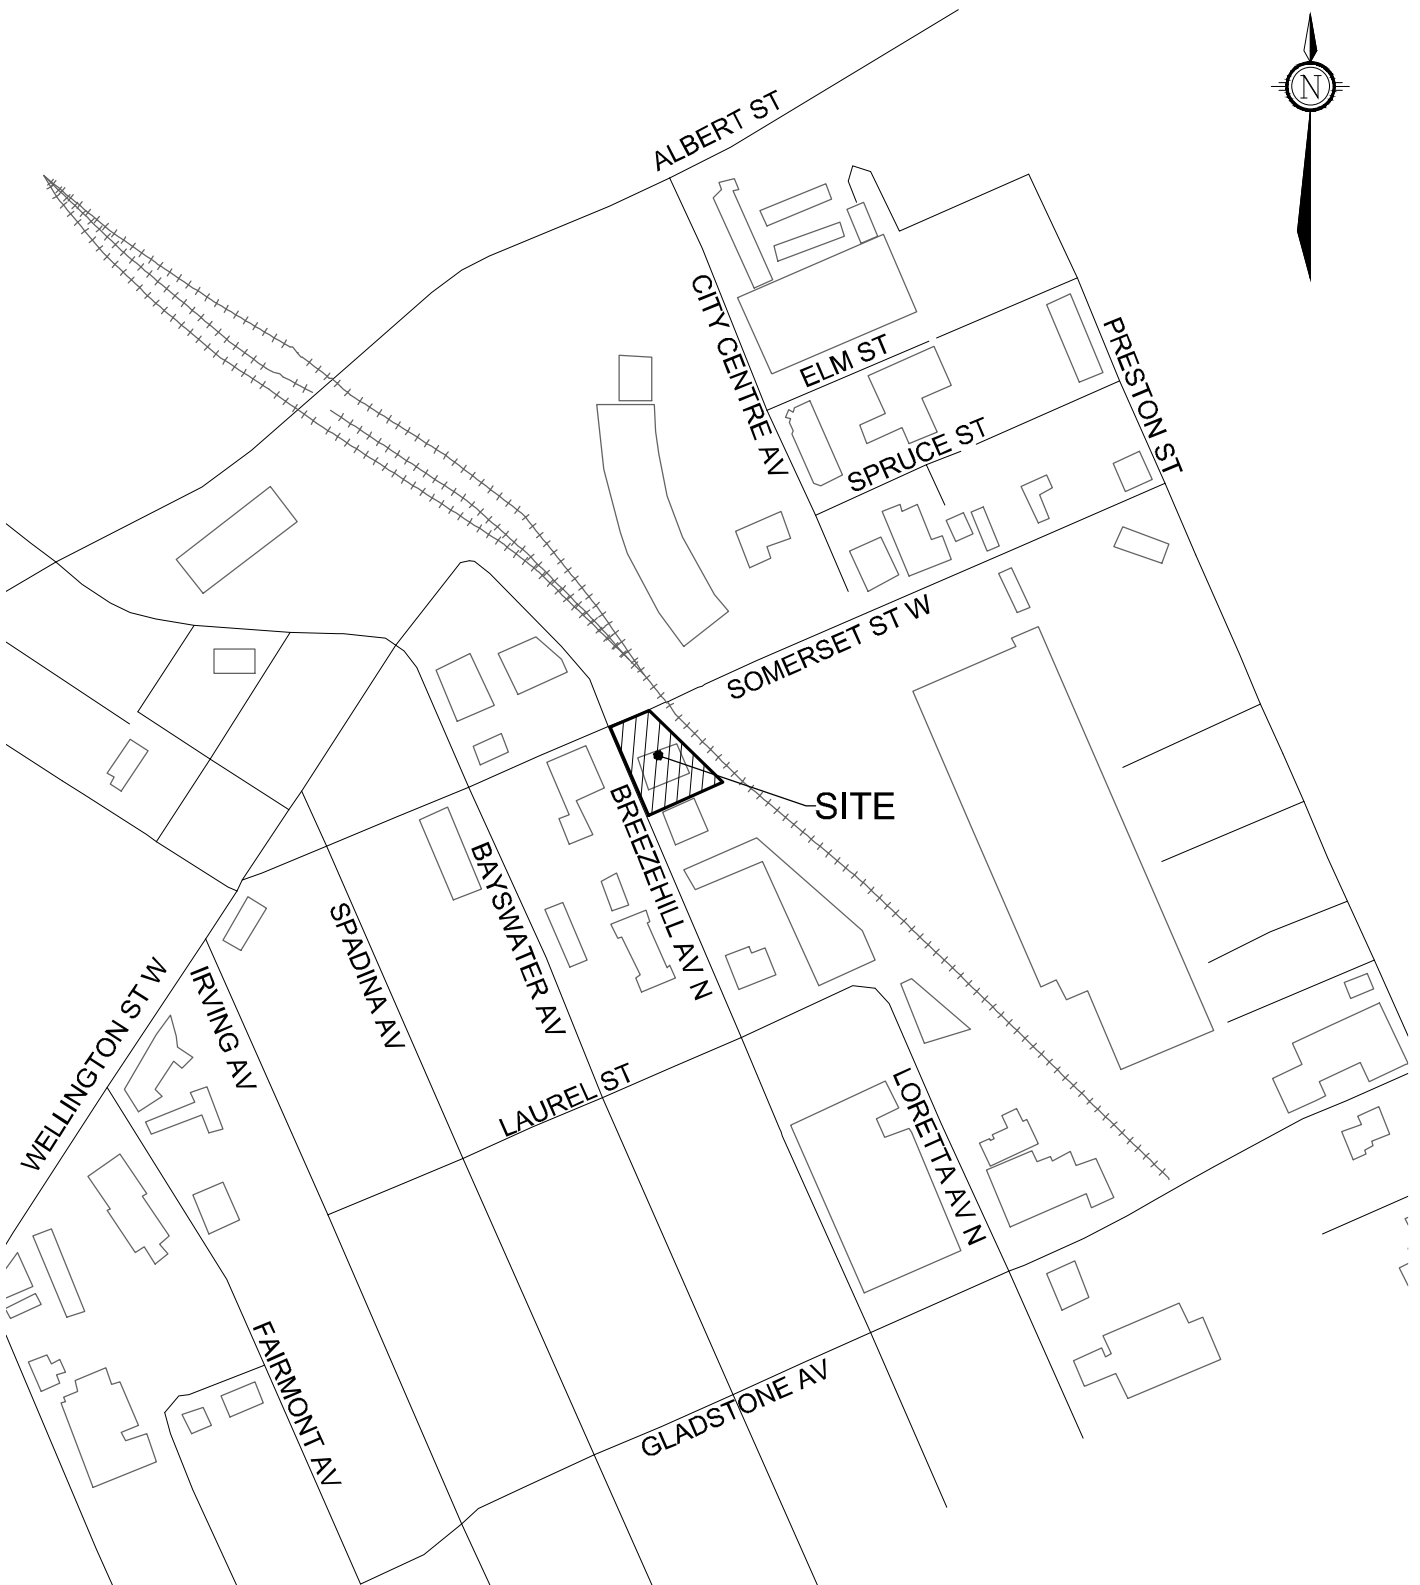 N
ALBERT ST
CITY CENTRE AV
PRESTON ST
ELM ST
SPRUCE ST
SOMERSET ST W
SITE
BREEZEHILL AV N
BAYSWATER AV
SPADINA AV
IRVING AV
WELLINGTON ST W
LAUREL ST
LORETTA AV N
FAIRMONT AV
GLADSTONE AV